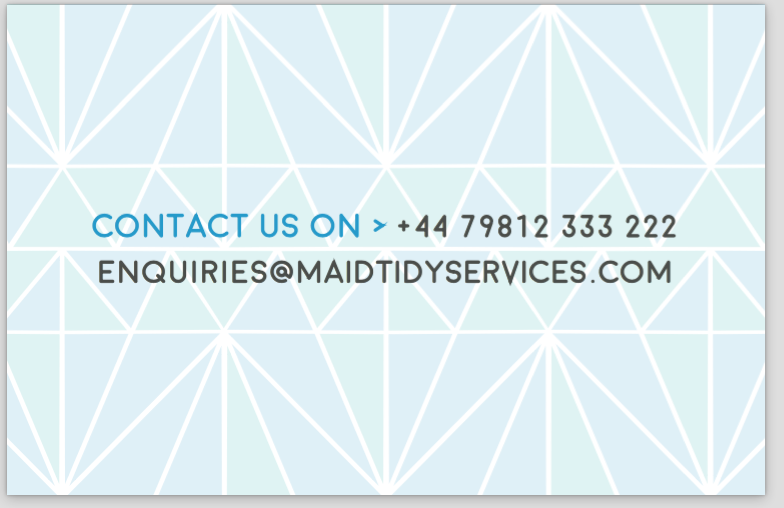 CONTACT US ON > +44 79812 333 222
ENQUIRIES@MAIDTIDYSERVICES.COM